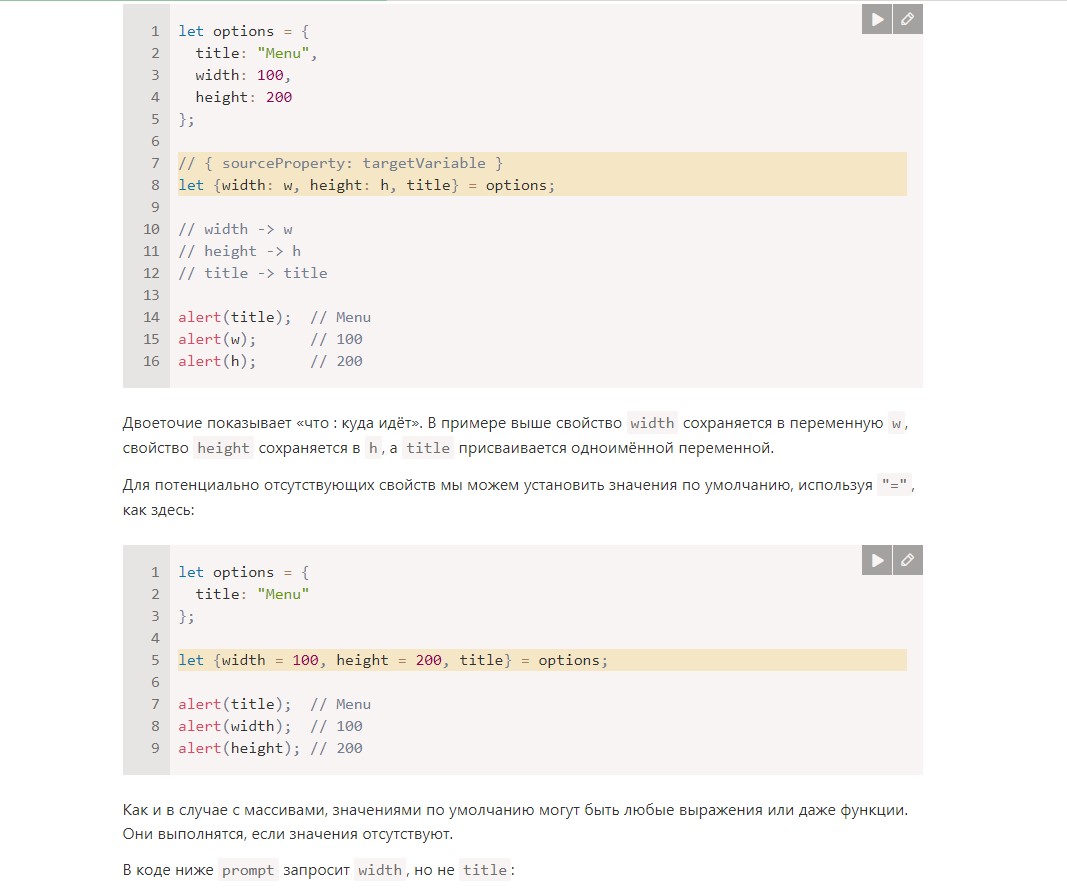 1 let options = {
2   title: "Menu",
3   width: 100,
4   height: 200
5 };
6
7 // { sourceProperty: targetVariable }
8 let {width: w, height: h, title} = options;
9
10 // width -> w
11 // height -> h
12 // title -> title
13
14 alert(title);  // Menu
15 alert(w);      // 100
16 alert(h);      // 200
Двоеточие показывает «что : куда идёт». В примере выше свойство width сохраняется в переменную w,
свойство height сохраняется в h, а title присваивается одноимённой переменной.
Для потенциально отсутствующих свойств мы можем установить значения по умолчанию, используя "=",
как здесь:
1 let options = {
2   title: "Menu"
3 };
4
5 let {width = 100, height = 200, title} = options;
6
7 alert(title);  // Menu
8 alert(width);  // 100
9 alert(height); // 200
Как и в случае с массивами, значениями по умолчанию могут быть любые выражения или даже функции.
Они выполнятся, если значения отсутствуют.
В коде ниже prompt запросит width, но не title: